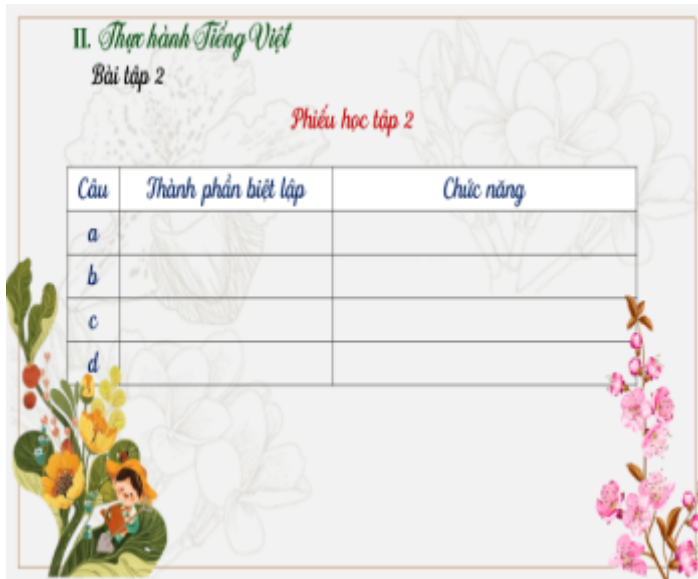 II. Thực hành Tiếng Việt
Bài tập 2
Phiếu học tập 2
Câu Thành phần biệt lập Chức năng
a
b
c
d